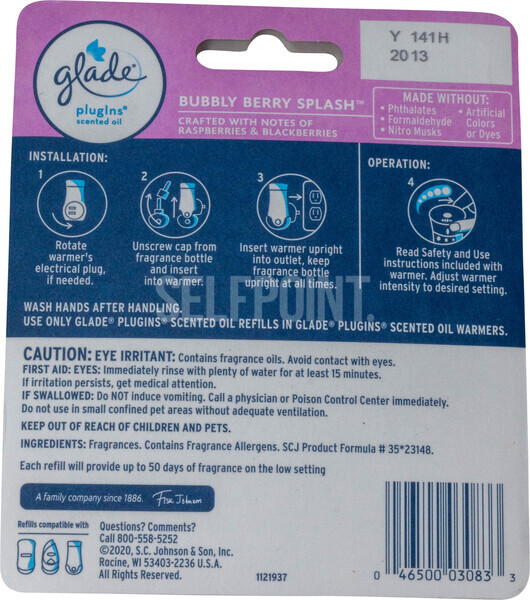 Y 141H
2013
glade
plugIns®
scented oil
BUBBLY BERRY SPLASH™
CRAFTED WITH NOTES OF
RASPBERRIES & BLACKBERRIES
MADE WITHOUT:
• Phthalates
• Formaldehyde
• Nitro Musks
• Artificial
Colors
or Dyes
INSTALLATION:
1
Rotate
warmer's
electrical plug,
if needed.
2
Unscrew cap from
fragrance bottle
and insert
into warmer.
3
Insert warmer upright
into outlet, keep
fragrance bottle
upright at all times.
OPERATION:
4
Read Safety and Use
instructions included with
warmer. Adjust warmer
intensity to desired setting.
SELFPOINT.
WASH HANDS AFTER HANDLING.
USE ONLY GLADE® PLUGINS® SCENTED OIL REFILLS IN GLADE® PLUGINS® SCENTED OIL WARMERS.
CAUTION: EYE IRRITANT: Contains fragrance oils. Avoid contact with eyes.
FIRST AID: EYES: Immediately rinse with plenty of water for at least 15 minutes.
If irritation persists, get medical attention.
IF SWALLOWED: Do NOT induce vomiting. Call a physician or Poison Control Center immediately.
Do not use in small confined pet areas without adequate ventilation.
KEEP OUT OF REACH OF CHILDREN AND PETS.
INGREDIENTS: Fragrances. Contains Fragrance Allergens. SCJ Product Formula # 35*23148.
Each refill will provide up to 50 days of fragrance on the low setting
A family company since 1886. Fisk Johnson
Refills compatible with
Questions? Comments?
Call 800-558-5252
©2020, S.C. Johnson & Son, Inc.
Racine, WI 53403-2236 U.S.A.
All Rights Reserved.
1121937
0 46500 03083 3